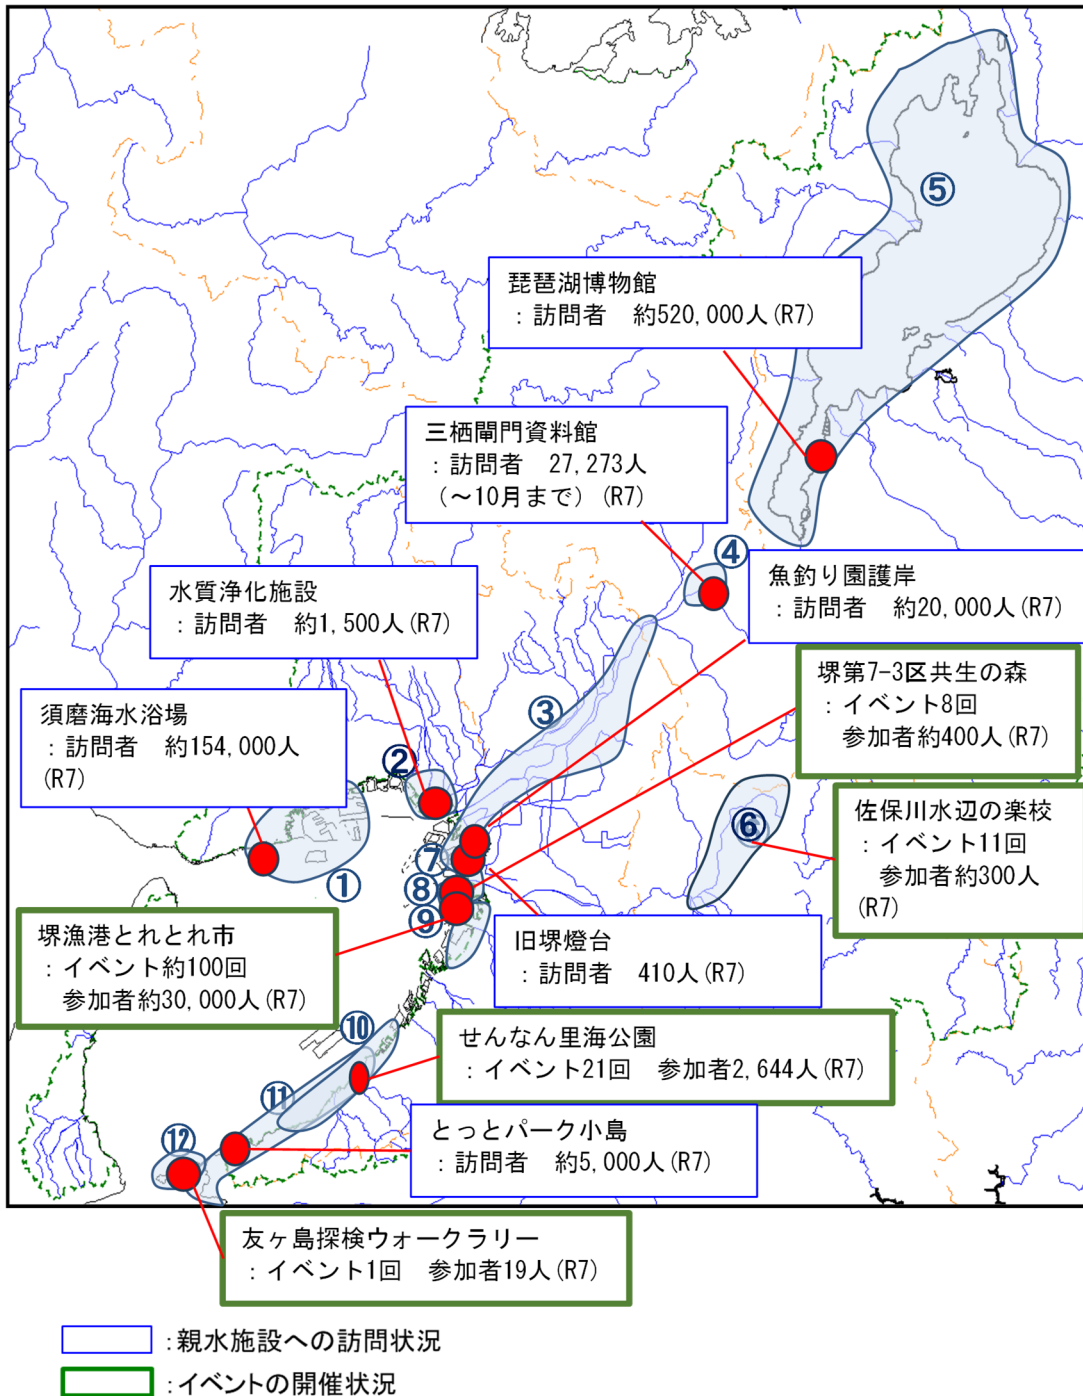 ⑤
琵琶湖博物館
:訪問者 約520,000人(R7)
三栖閘門資料館
:訪問者 27,273人
(~10月まで) (R7)
④
魚釣り園護岸
:訪問者 約20,000人(R7)
水質浄化施設
:訪問者 約1,500人(R7)
堺第7-3区共生の森
:イベント8回
参加者約400人(R7)
須磨海水浴場
:訪問者 約154,000人
(R7)
③
②
①
佐保川水辺の楽校
:イベント11回
参加者約300人
(R7)
⑥
⑦
⑧
⑨
堺漁港とれとれ市
:イベント約100回
参加者約30,000人(R7)
旧堺燈台
:訪問者 410人(R7)
⑩
せんなん里海公園
:イベント21回 参加者2,644人(R7)
⑪
とっとパーク小島
:訪問者 約5,000人(R7)
⑫
友ヶ島探検ウォークラリー
:イベント1回 参加者19人(R7)
:親水施設への訪問状況
:イベントの開催状況